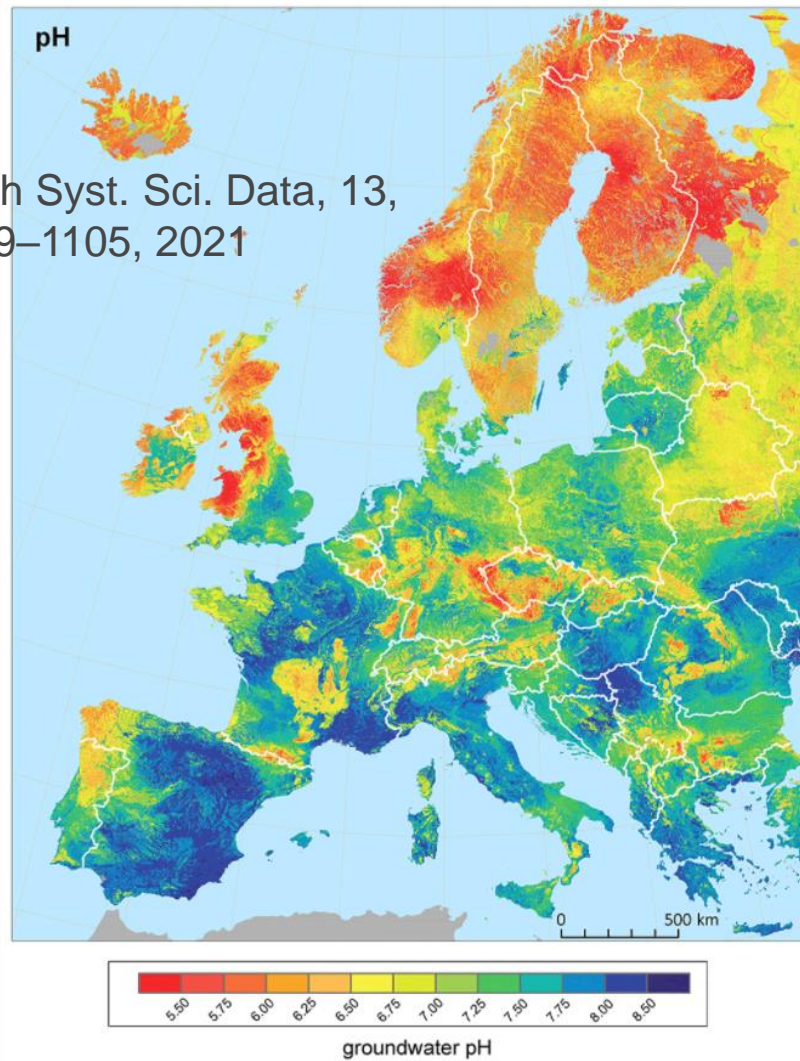 pH
h Syst. Sci. Data, 13,
9–1105, 2021
0 500 km
5.50 5.75 6.00 6.25 6.50 6.75 7.00 7.25 7.50 7.75 8.00 8.50
groundwater pH